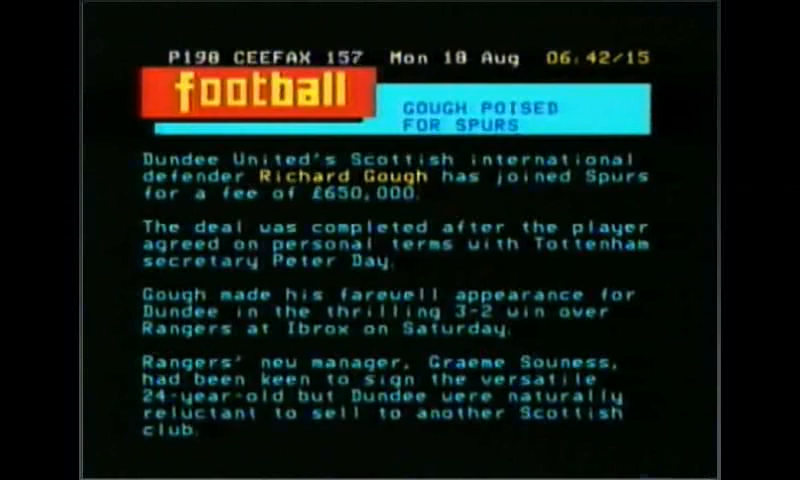 P198 CEEFAX 157 Mon 18 Aug 06.42/15
football
GOUGH POISED
FOR SPURS
Dundee United's Scottish international
defender Richard Gough has joined Spurs
for a fee of £650,000.
The deal was completed after the player
agreed on personal terms with Tottenham
secretary Peter Day.
Gough made his farewell appearance for
Dundee in the thrilling 3-2 win over
Rangers at Ibrox on Saturday.
Rangers' new manager, Graeme Souness,
had been keen to sign the versatile
24-year-old but Dundee were naturally
reluctant to sell to another Scottish
club.